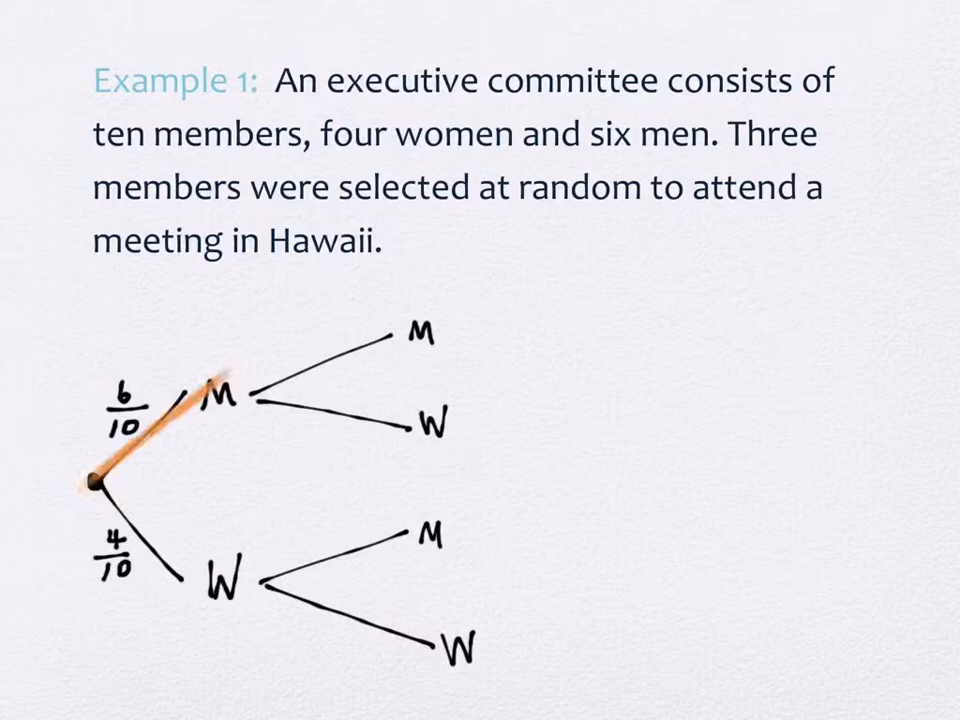 Example 1: An executive committee consists of
ten members, four women and six men. Three
members were selected at random to attend a
meeting in Hawaii.
M
6/10 M
W
4/10 W
M
W